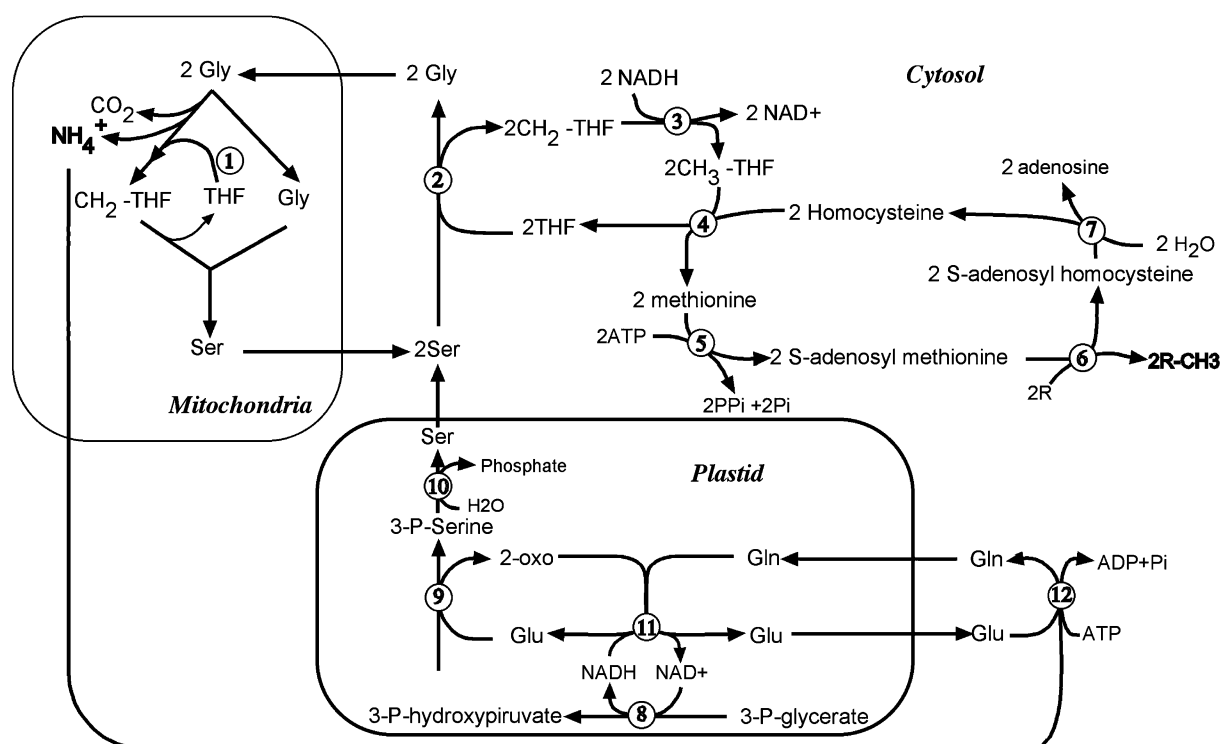 2 Gly
2 Gly
2 NADH
Cytosol
CO2
NH4+
2CH2 -THF
3
2 NAD+
1
2
2CH3 -THF
2 adenosine
CH2 -THF
THF
Gly
2THF
4
2 Homocysteine
7
2 H2O
2 S-adenosyl homocysteine
2 methionine
2ATP
5
2 S-adenosyl methionine
6
2R-CH3
Ser
2Ser
2R
2PPi +2Pi
Mitochondria
Ser
Plastid
10
Phosphate
H2O
3-P-Serine
2-oxo
Gln
Gln
ADP+Pi
9
12
Glu
11
Glu
Glu
ATP
NADH
NAD+
3-P-hydroxypiruvate
8
3-P-glycerate